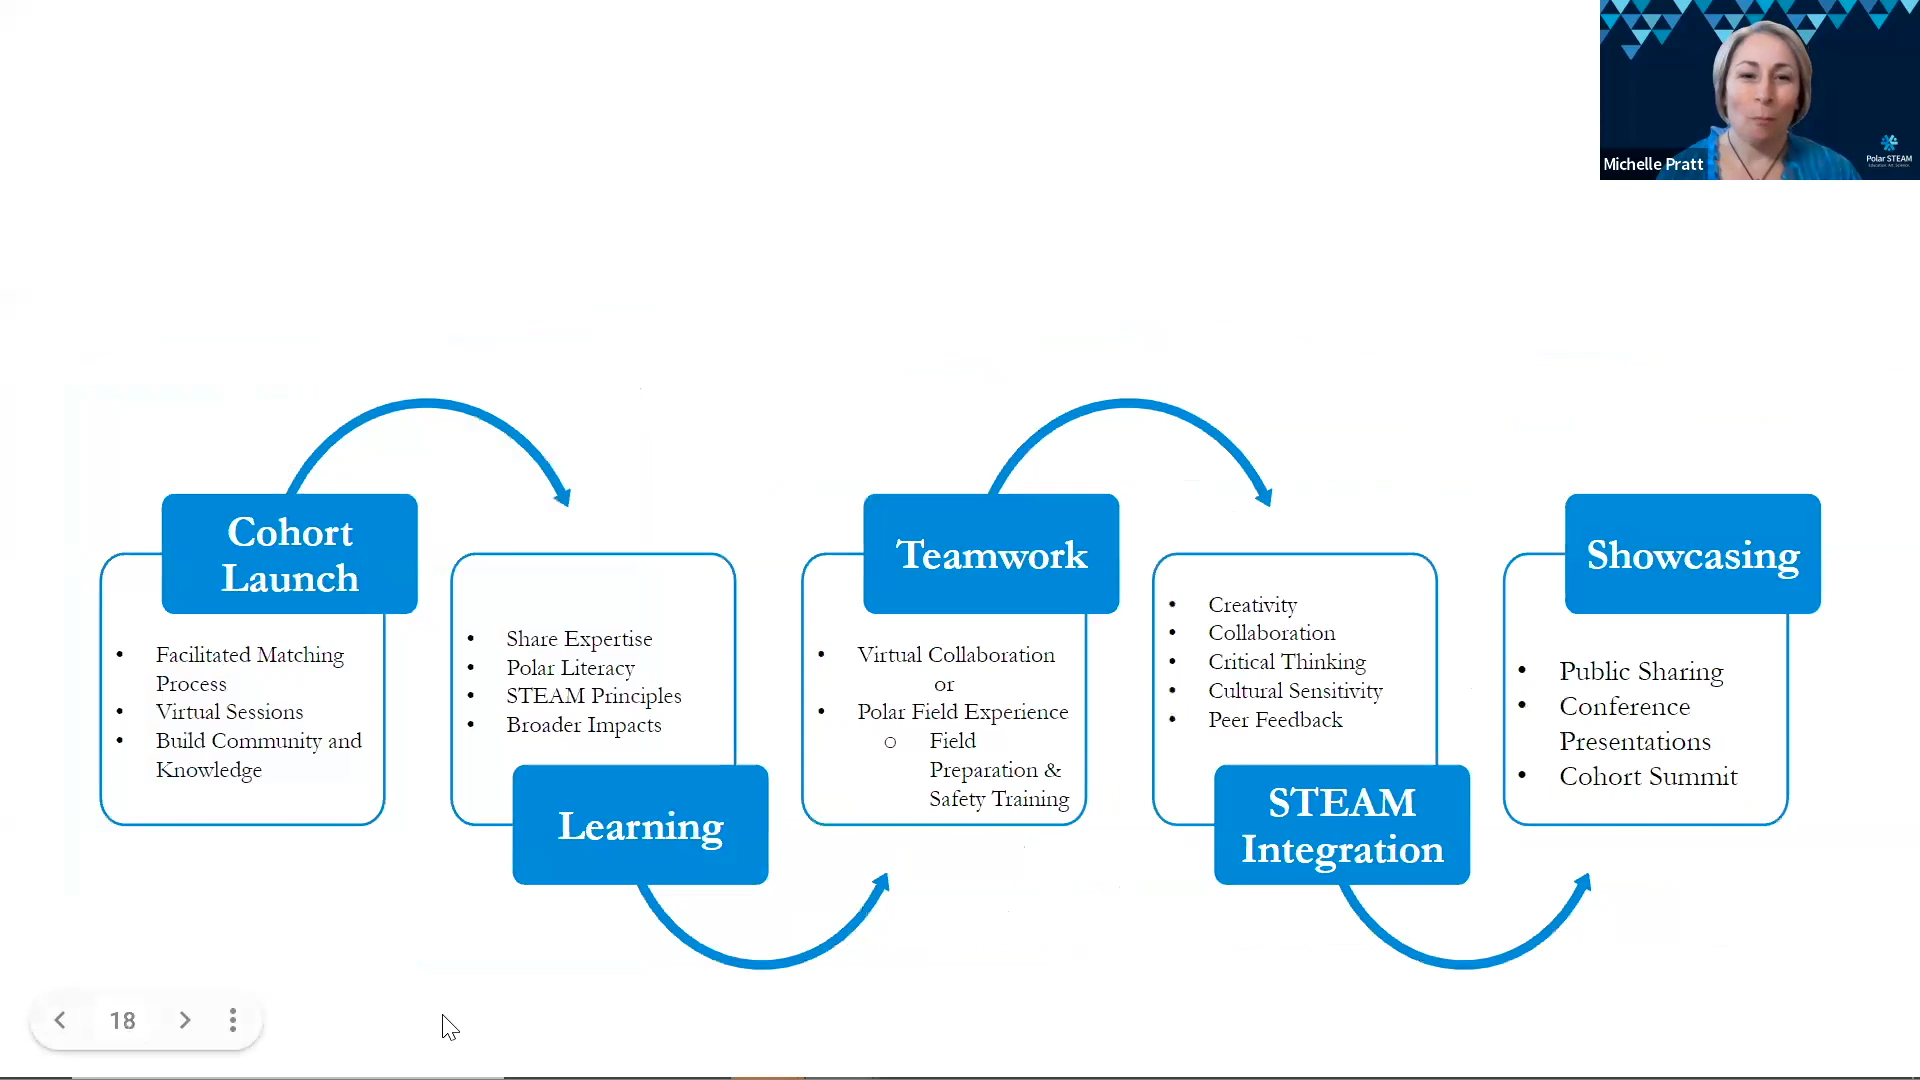 Michelle Pratt
Polar STEAM
Cohort
Launch
• Facilitated Matching
Process
• Virtual Sessions
• Build Community and
Knowledge
• Share Expertise
• Polar Literacy
• STEAM Principles
• Broader Impacts
Learning
Teamwork
• Virtual Collaboration
or
• Polar Field Experience
○ Field
Preparation &
Safety Training
• Creativity
• Collaboration
• Critical Thinking
• Cultural Sensitivity
• Peer Feedback
STEAM
Integration
Showcasing
• Public Sharing
• Conference
Presentations
• Cohort Summit
18